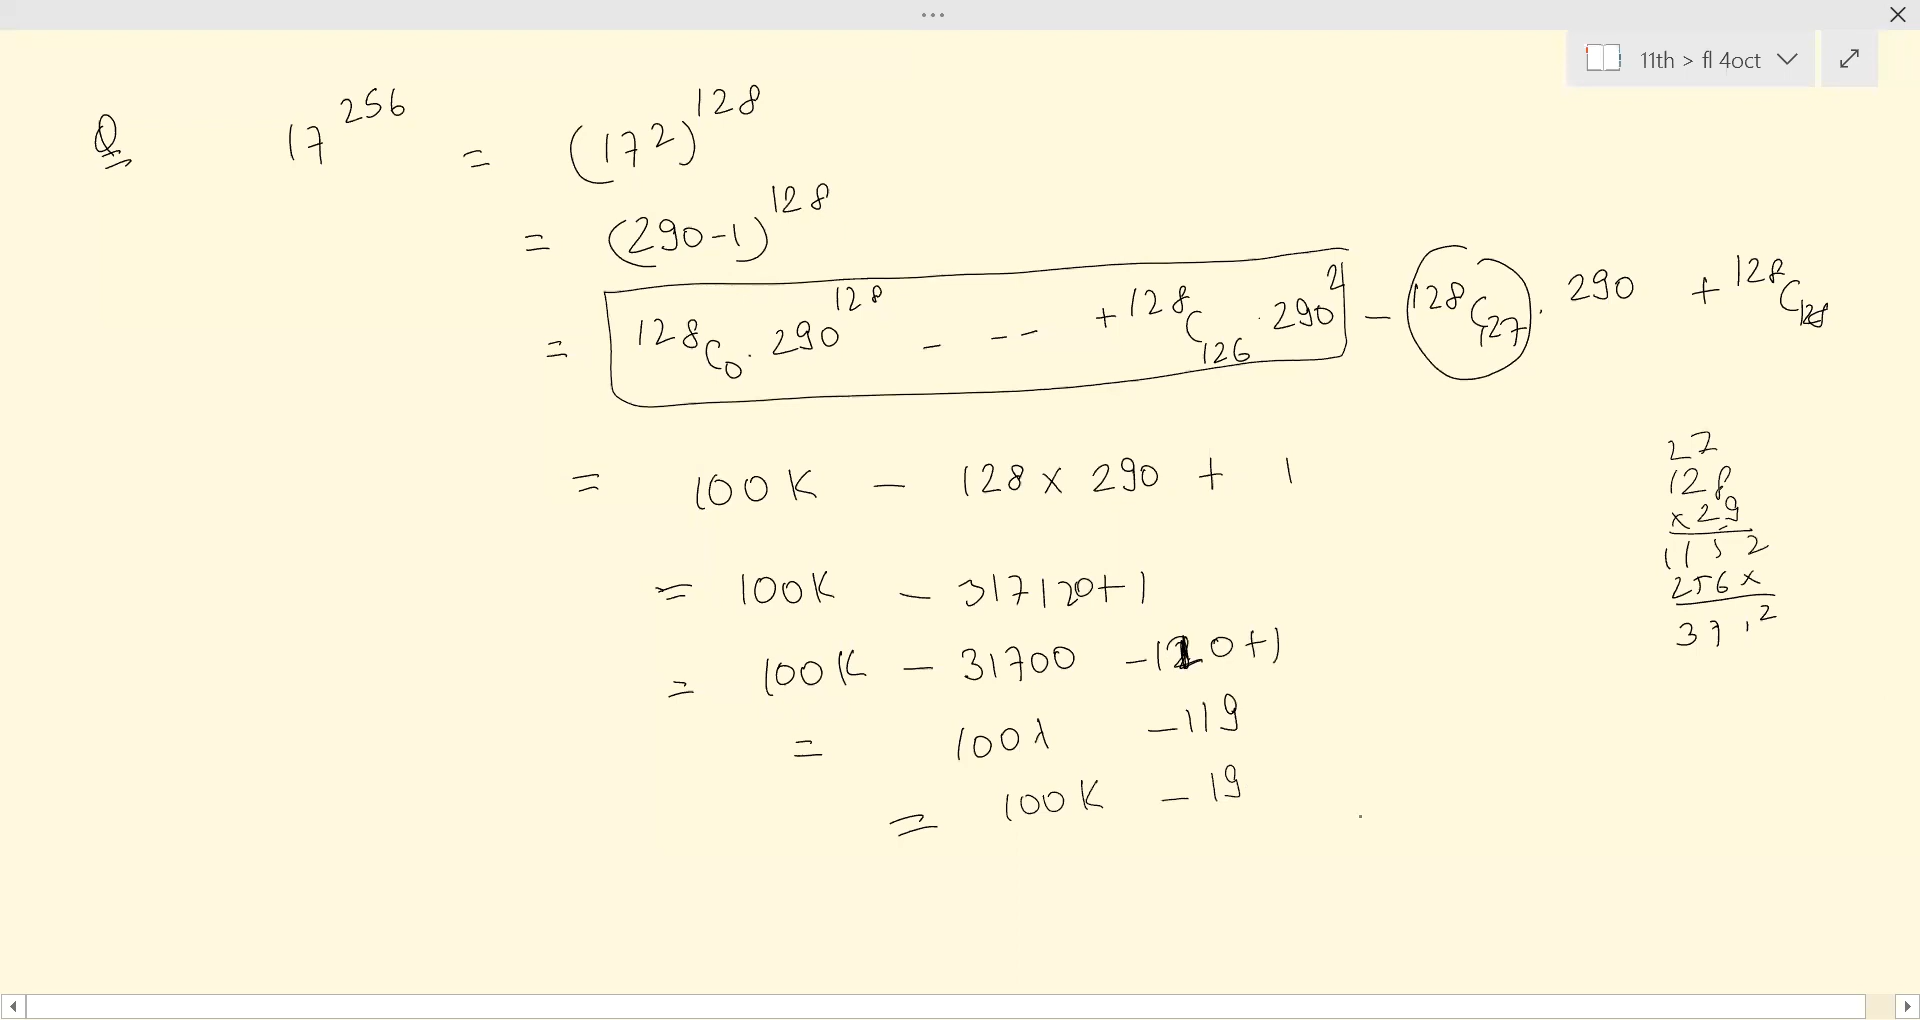 ...
11th > fl 4oct
Q 17^256 = (17^2)^128
= (290-1)^128
= 128C0 . 290^128 - - - + 128C126 . 290^2 - 128C127 . 290 + 128C128
= 100K - 128 x 290 + 1
= 100K - 317120+1
= 100K - 31700 -120+1
= 100λ -119
= 100K - 19
27
128
x29
1152
256x
3712